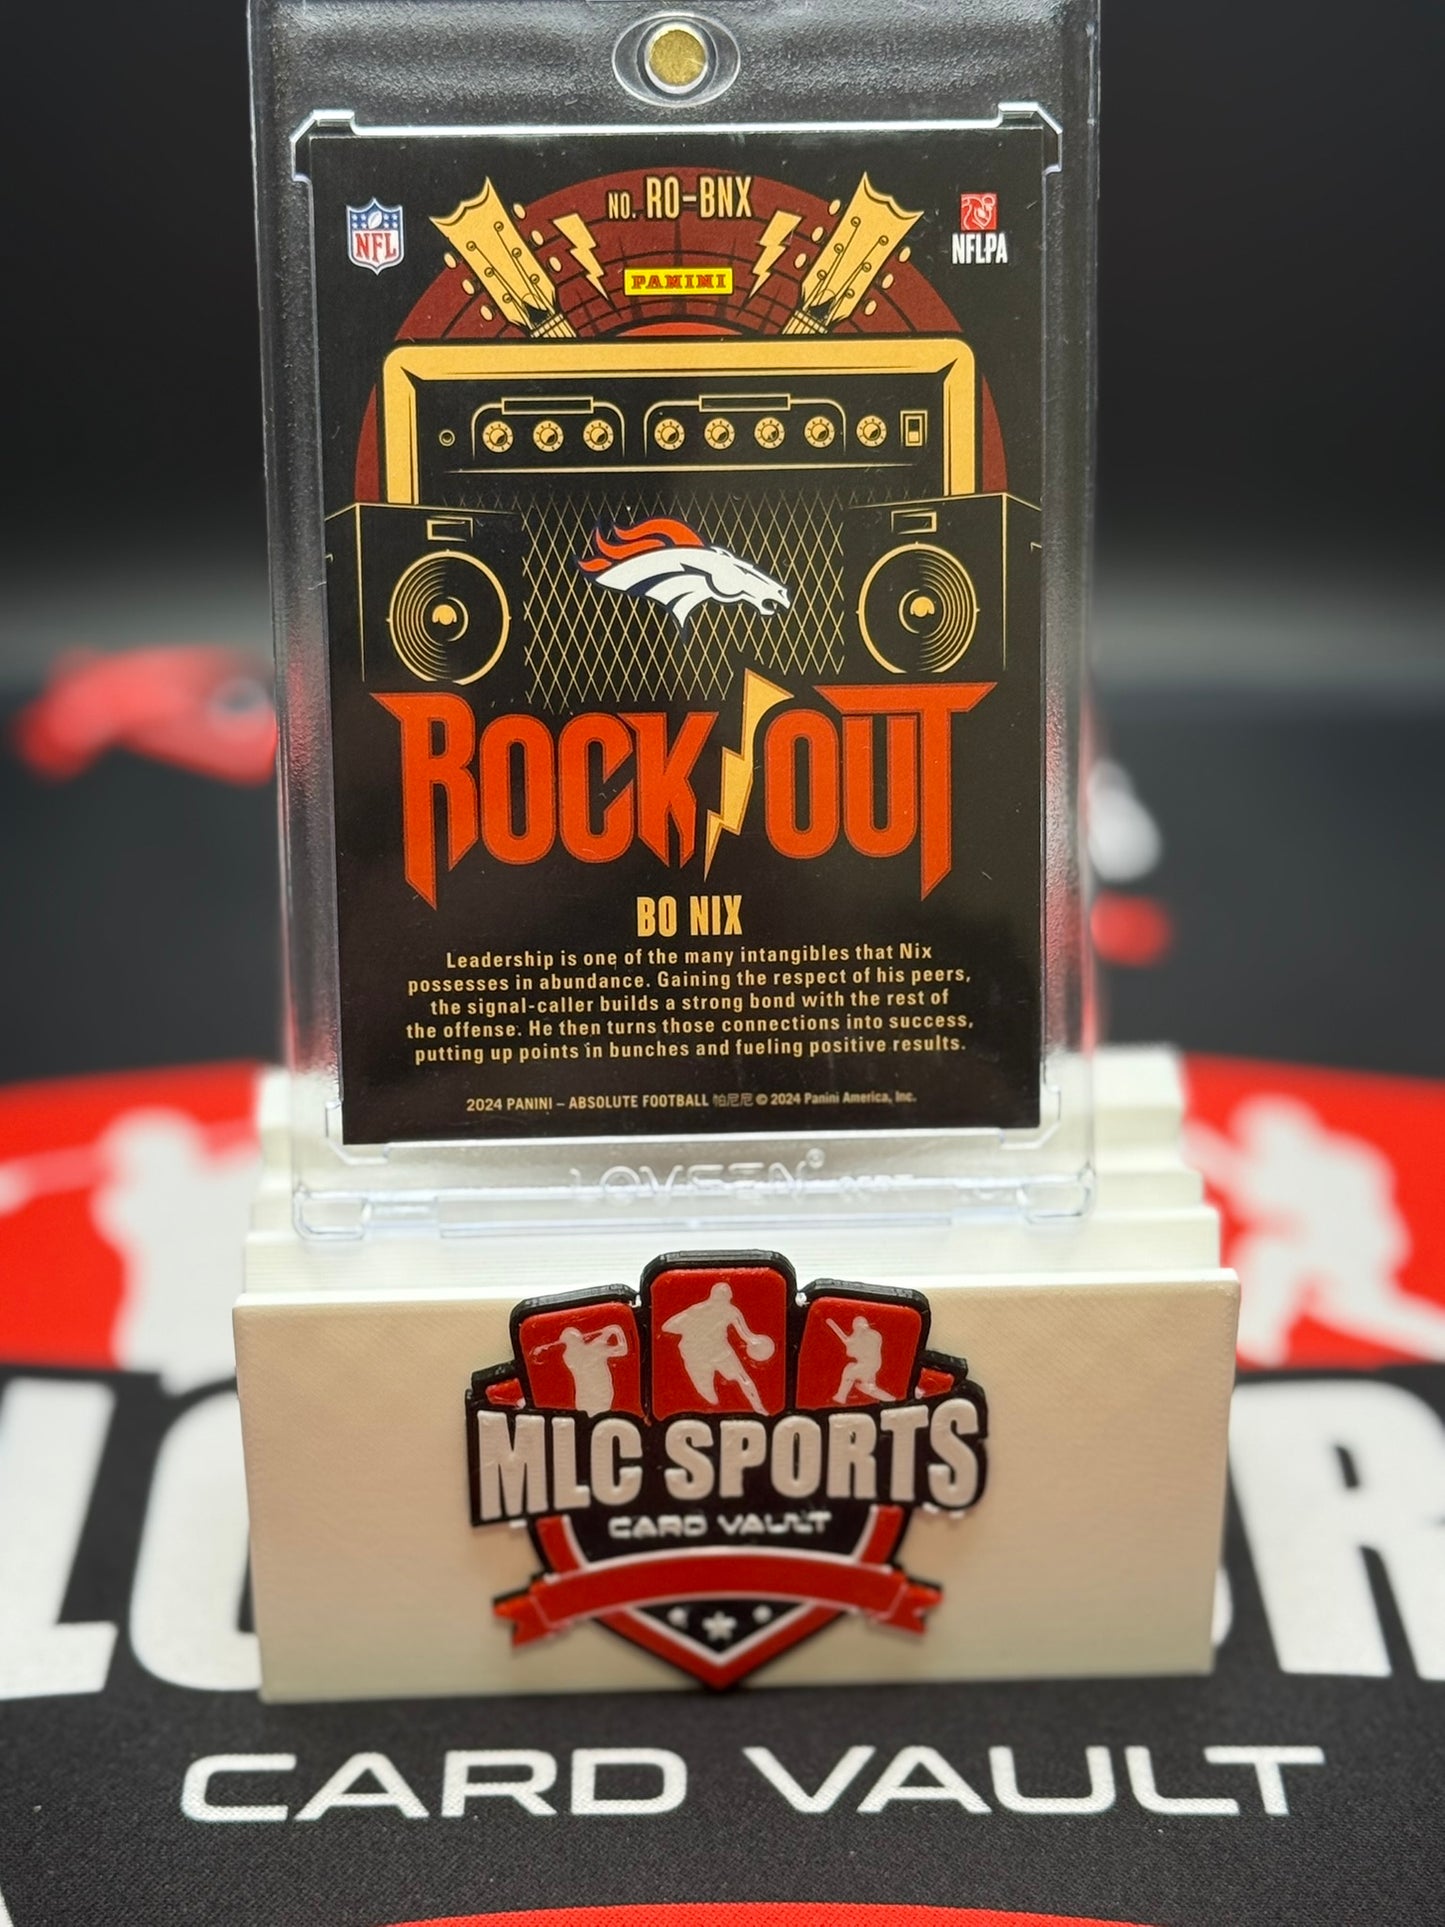 NO. RO-BNX
NFL
PANINI
NFLPA
ROCK OUT
BO NIX
Leadership is one of the many intangibles that Nix
possesses in abundance. Gaining the respect of his peers,
the signal-caller builds a strong bond with the rest of
the offense. He then turns those connections into success,
putting up points in bunches and fueling positive results.
2024 PANINI – ABSOLUTE FOOTBALL 帕尼尼 © 2024 Panini America, Inc.
MLC SPORTS
CARD VAULT
CARD VAULT